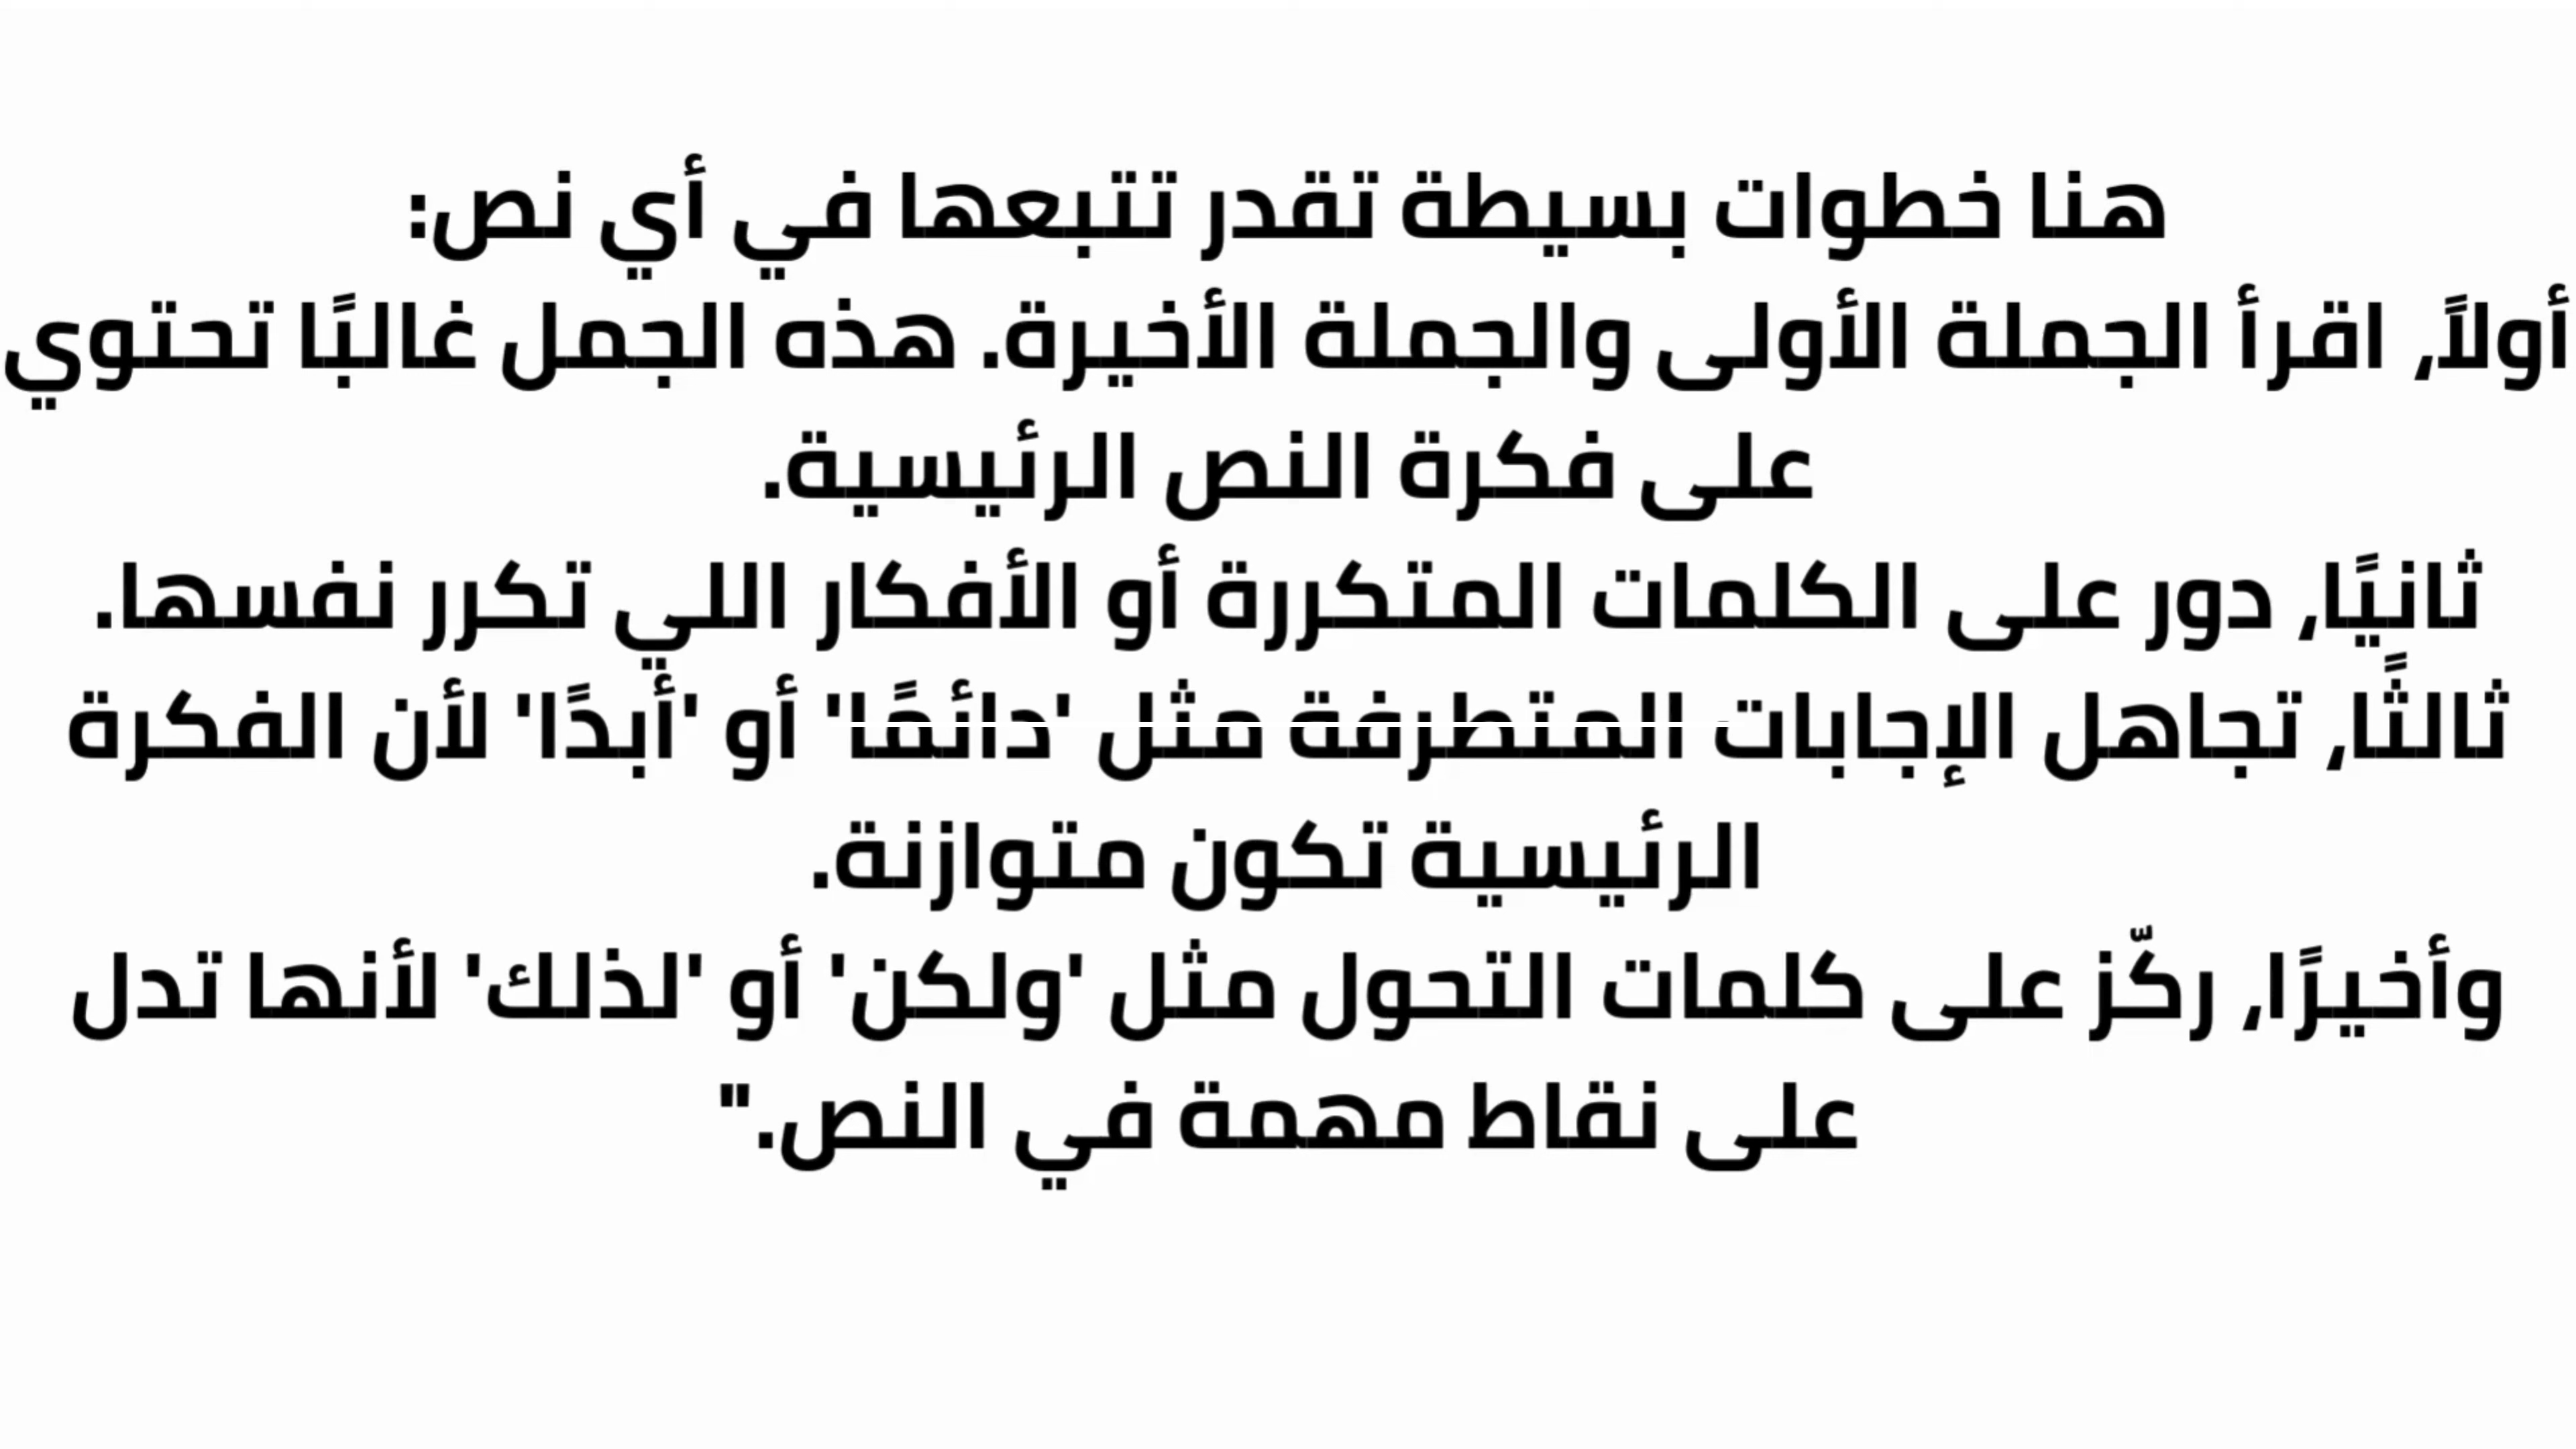 هنا خطوات بسيطة تقدر تتبعها في أي نص:
أولاً، اقرأ الجملة الأولى والجملة الأخيرة. هذه الجمل غالبًا تحتوي
على فكرة النص الرئيسية.
ثانيًا، دور على الكلمات المتكررة أو الأفكار اللي تكرر نفسها.
ثالثًا، تجاهل الإجابات المتطرفة مثل 'دائمًا' أو 'أبدًا' لأن الفكرة
الرئيسية تكون متوازنة.
وأخيرًا، ركّز على كلمات التحول مثل 'ولكن' أو 'لذلك' لأنها تدل
على نقاط مهمة في النص."